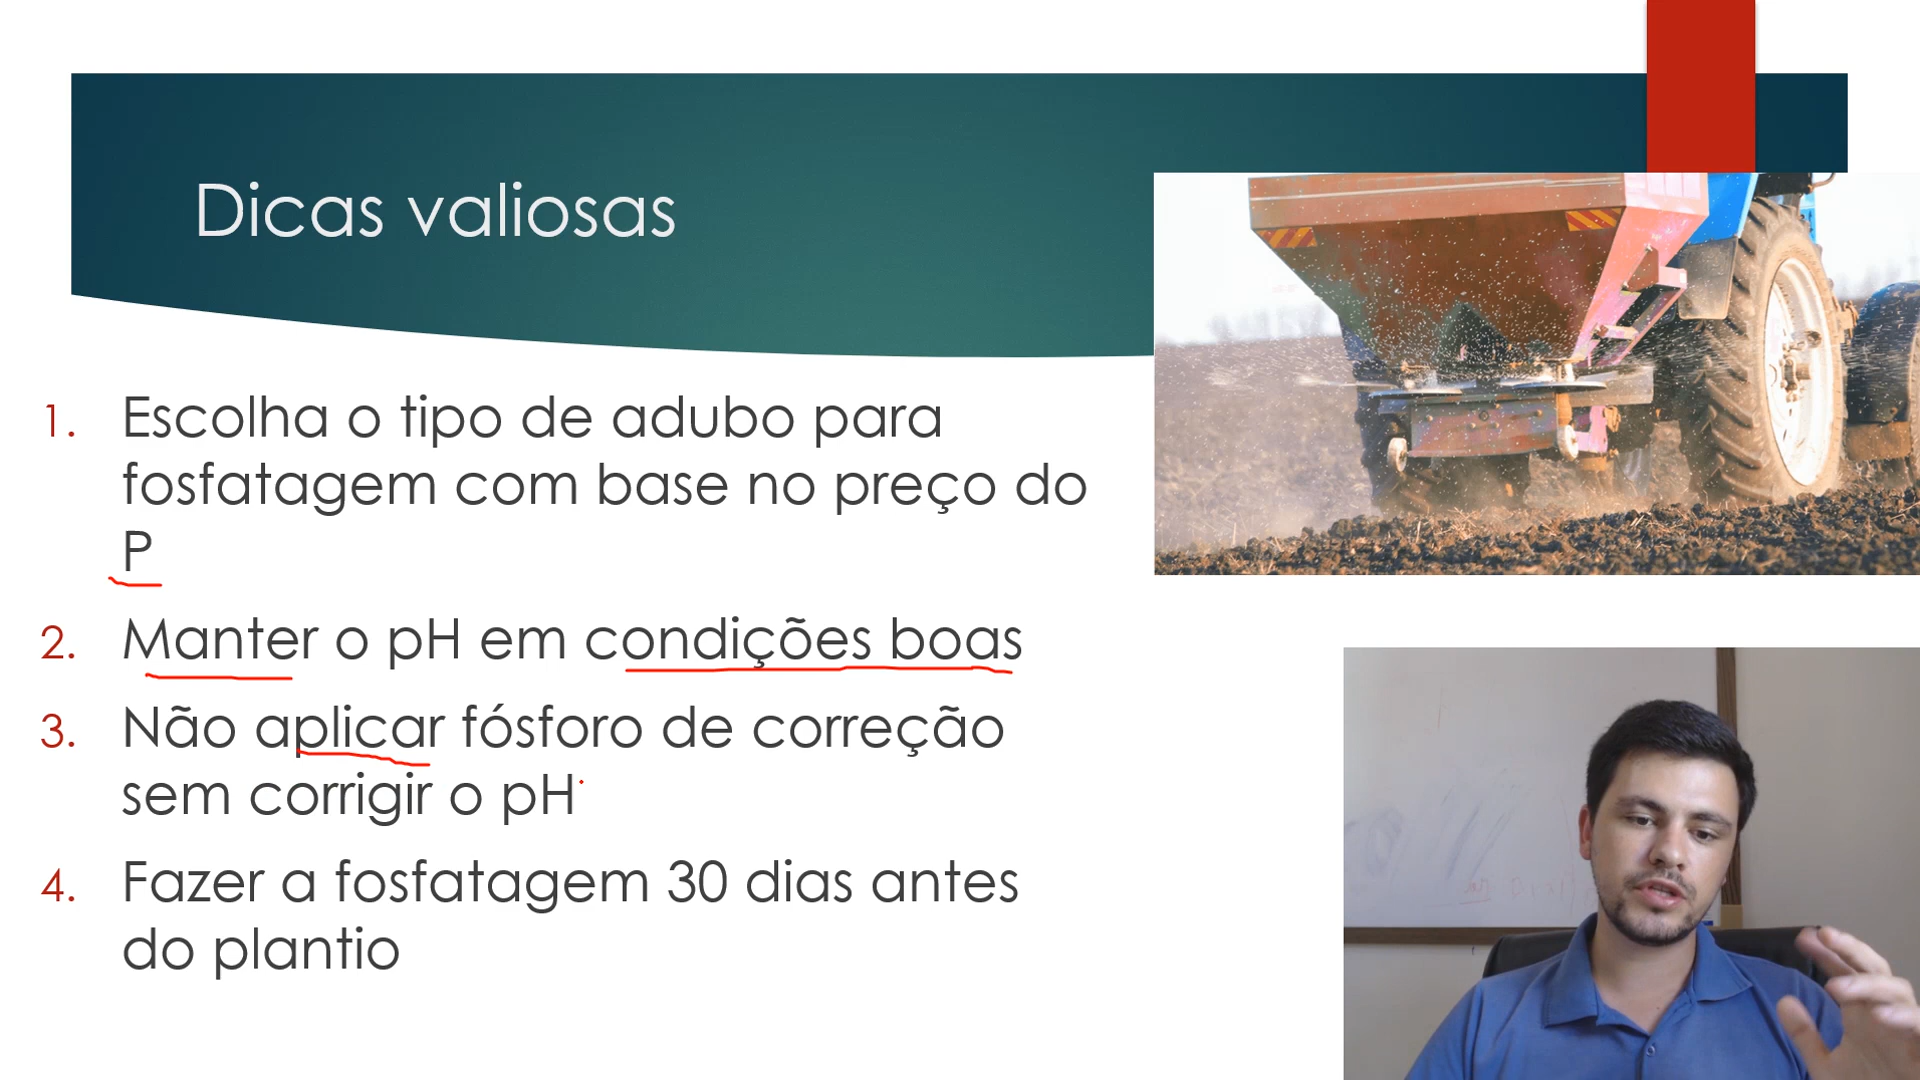 Dicas valiosas
1. Escolha o tipo de adubo para
fosfatagem com base no preço do
P
2. Manter o pH em condições boas
3. Não aplicar fósforo de correção
sem corrigir o pH
4. Fazer a fosfatagem 30 dias antes
do plantio